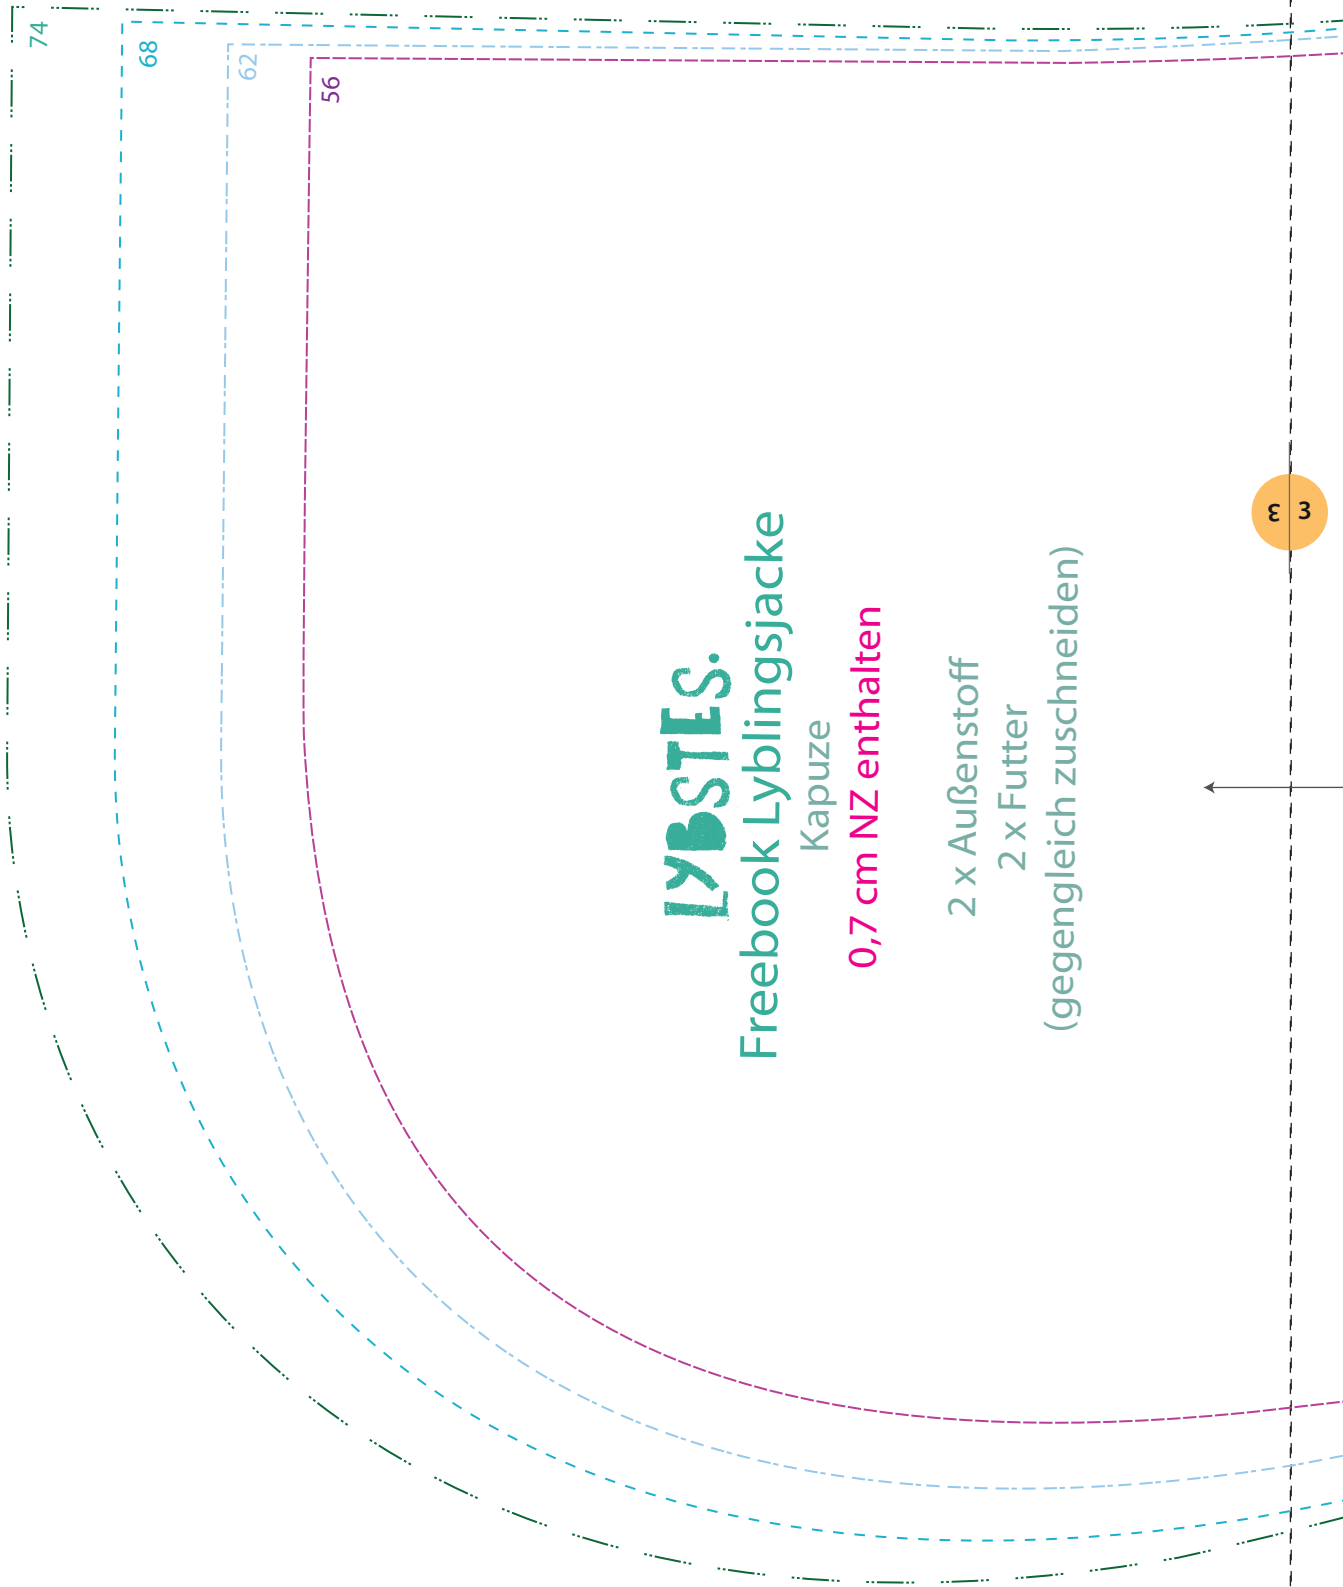 74
68
62
56
LYBSTES.
Freebook Lyblingsjacke
Kapuze
0,7 cm NZ enthalten
2 x Außenstoff
2 x Futter
(gegengleich zuschneiden)
3
3